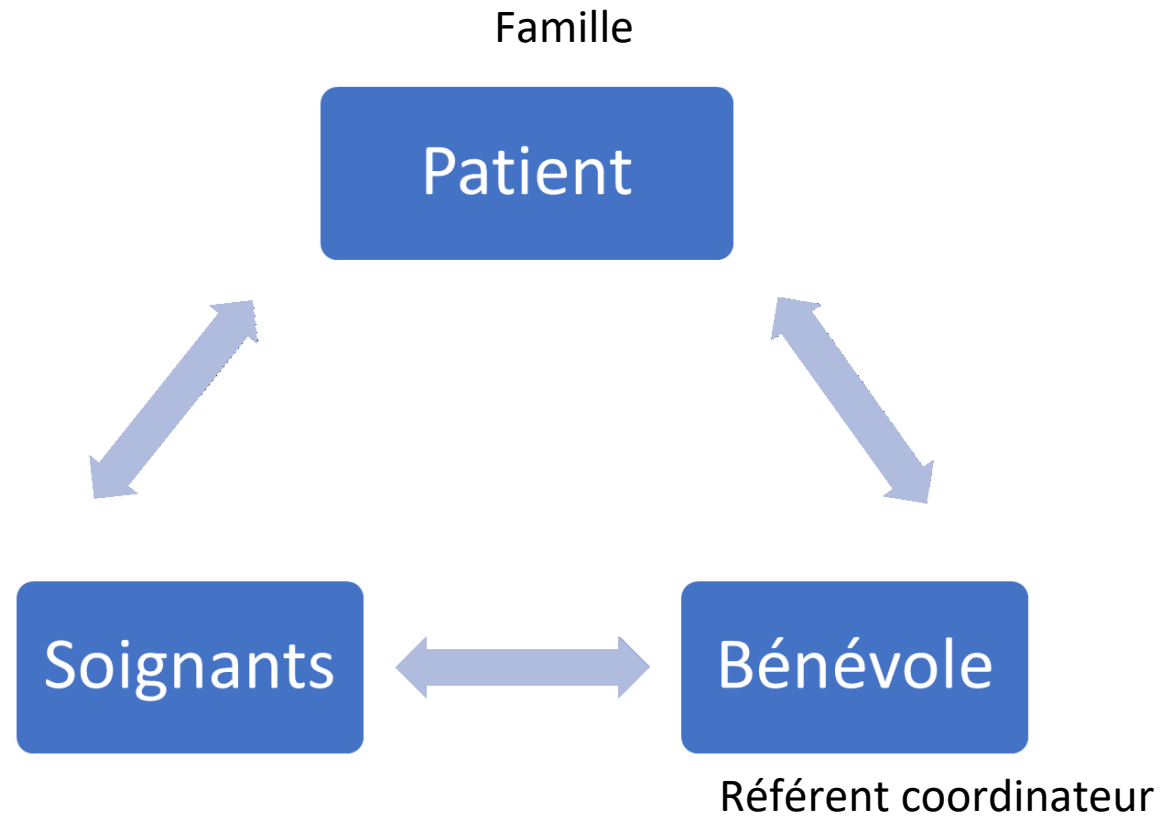 Famille
Patient
Soignants
Bénévole
Référent coordinateur